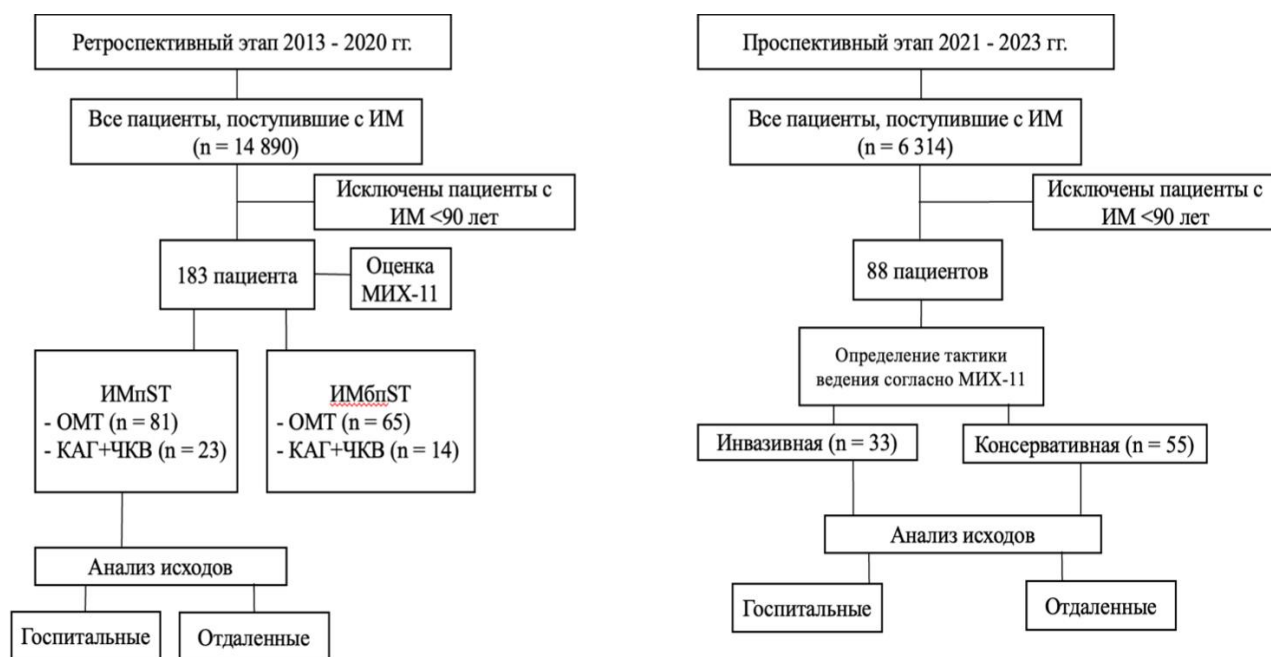 Ретроспективный этап 2013 - 2020 гг.
Все пациенты, поступившие с ИМ
(n = 14 890)
Исключены пациенты с
ИМ <90 лет
183 пациента
Оценка
МИХ-11
ИМпST
- ОМТ (n = 81)
- КАГ+ЧКВ (n = 23)
ИМбпST
- ОМТ (n = 65)
- КАГ+ЧКВ (n = 14)
Анализ исходов
Госпитальные
Отдаленные
Проспективный этап 2021 - 2023 гг.
Все пациенты, поступившие с ИМ
(n = 6 314)
Исключены пациенты с
ИМ <90 лет
88 пациентов
Определение тактики
ведения согласно МИХ-11
Инвазивная (n = 33)
Консервативная (n = 55)
Анализ исходов
Госпитальные
Отдаленные